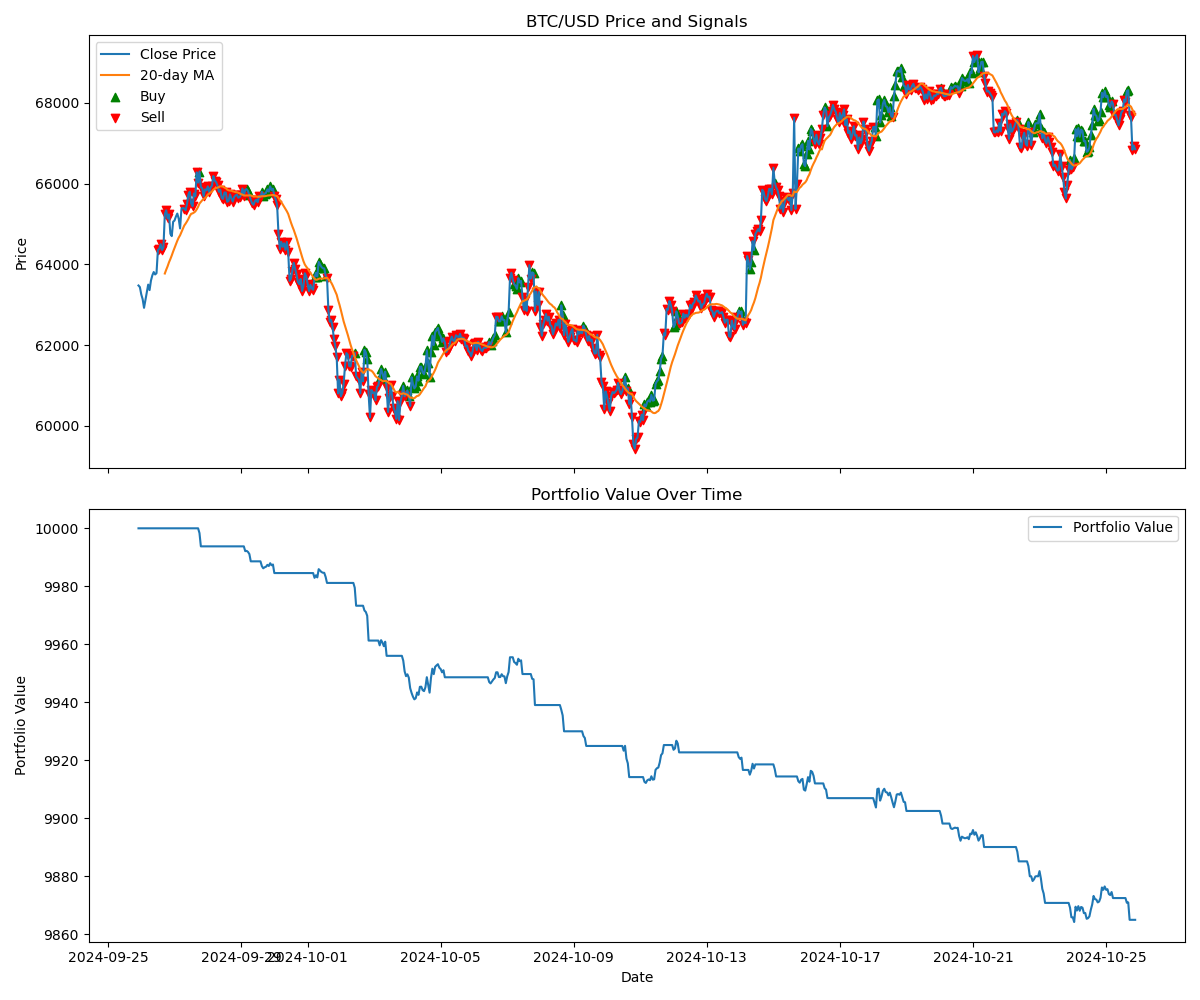 BTC/USD Price and Signals
Close Price
20-day MA
Buy
Sell
68000
66000
64000
62000
60000
Price
Portfolio Value Over Time
Portfolio Value
10000
9980
9960
9940
9920
9900
9880
9860
Portfolio Value
2024-09-25 2024-09-29 2024-10-01 2024-10-05 2024-10-09 2024-10-13 2024-10-17 2024-10-21 2024-10-25
Date